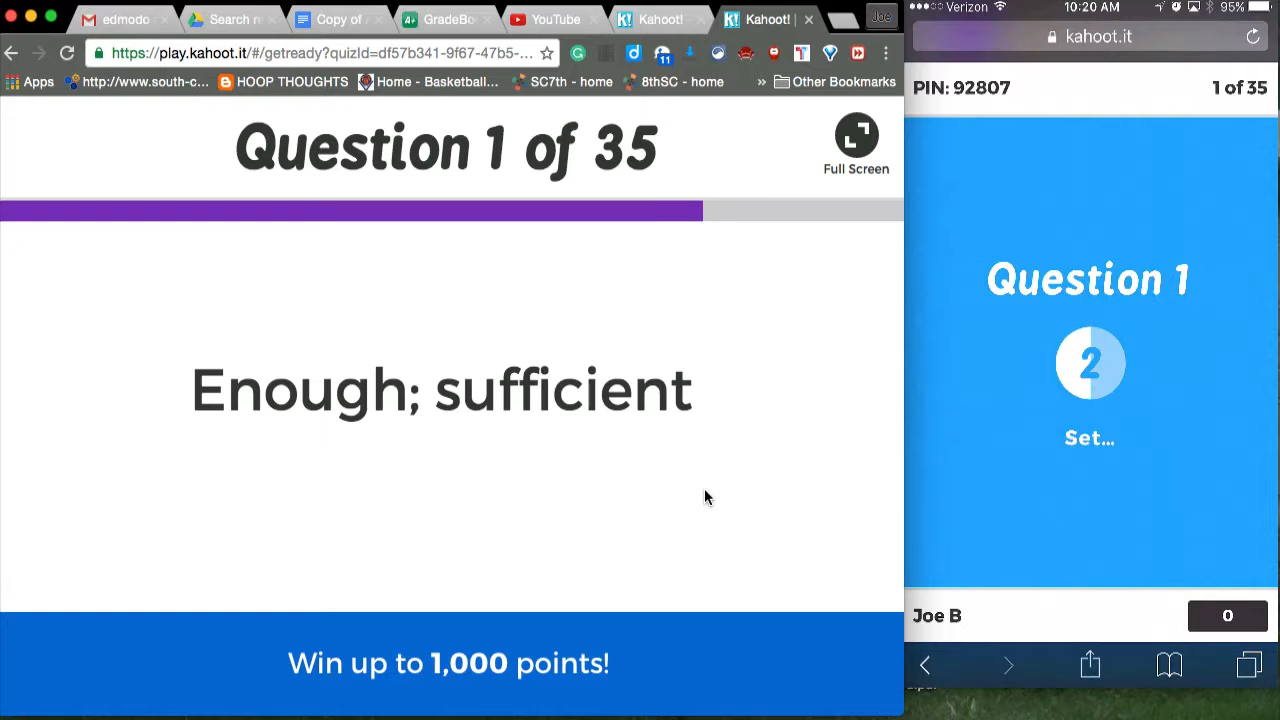 edmodo
Search m
Copy of A
GradeBo
YouTube
Kahoot!
Kahoot! |
Joe
https://play.kahoot.it/#/getready?quizId=df57b341-9f67-47b5-...
11
Apps
http://www.south-c...
HOOP THOUGHTS
Home - Basketball...
SC7th - home
8thSC - home
» Other Bookmarks
Question 1 of 35
Full Screen
Enough; sufficient
Win up to 1,000 points!
Verizon
10:20 AM
95%
kahoot.it
PIN: 92807
1 of 35
Question 1
2
Set...
Joe B
0